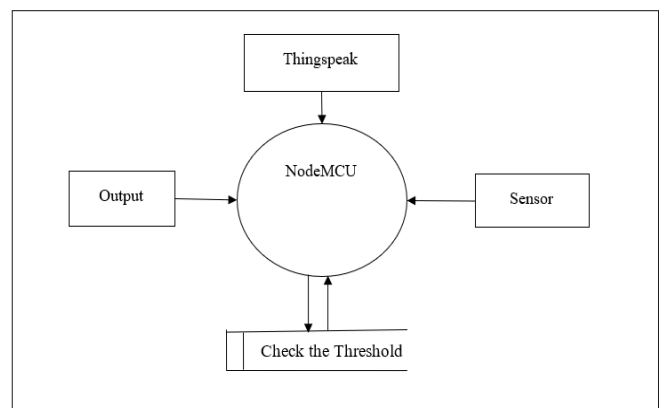 Thingspeak
NodeMCU
Output
Sensor
Check the Threshold